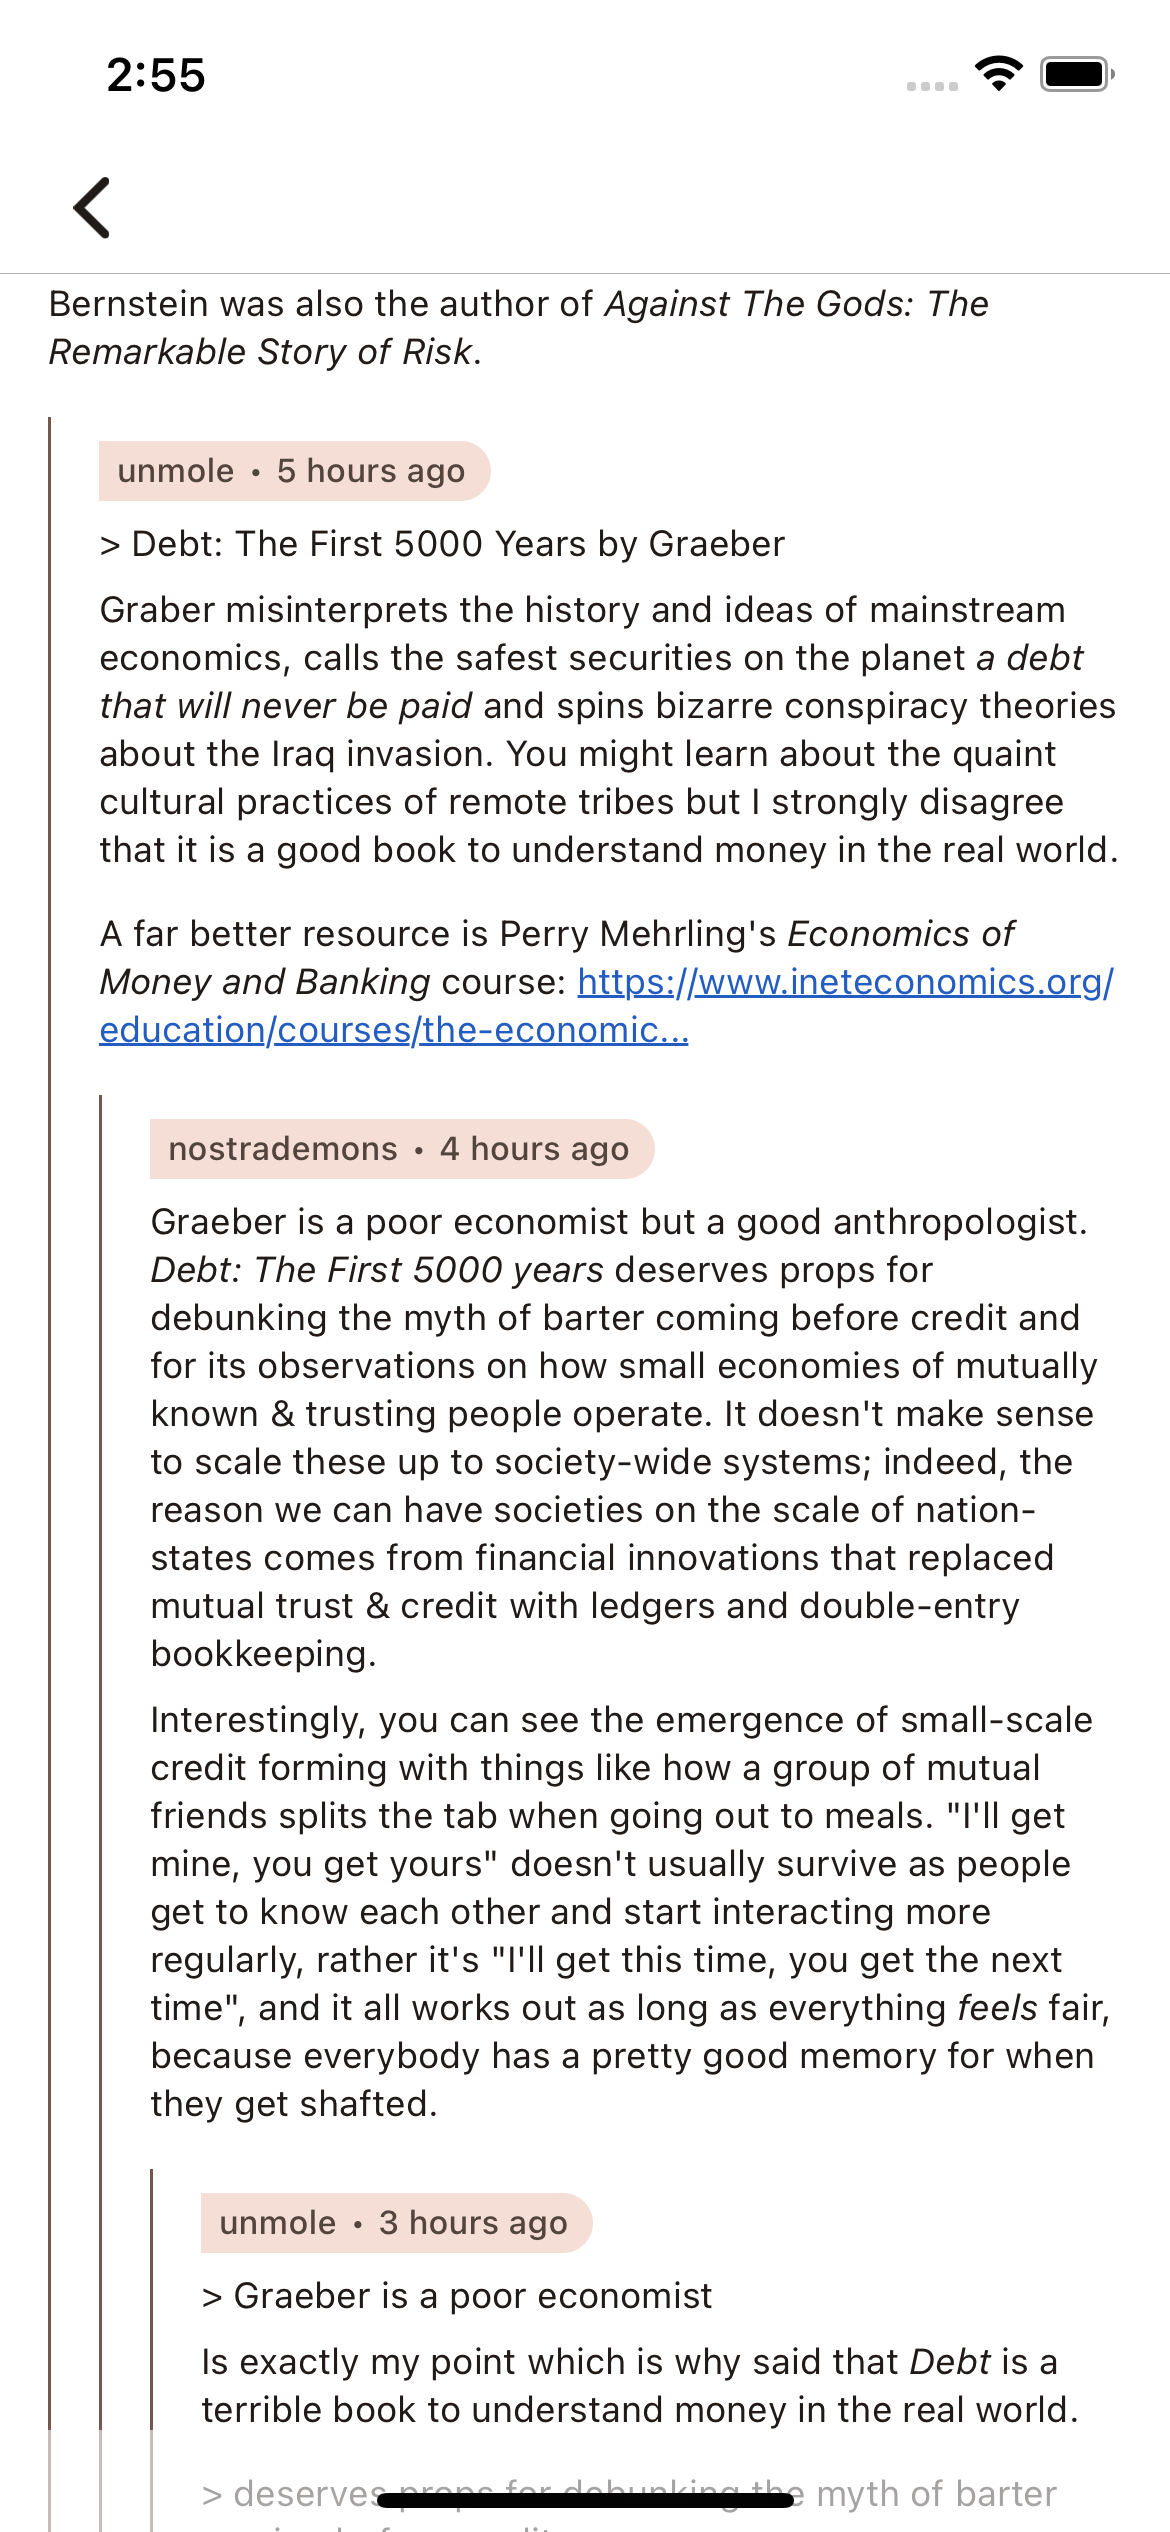 2:55
Bernstein was also the author of Against The Gods: The
Remarkable Story of Risk.
unmole • 5 hours ago
> Debt: The First 5000 Years by Graeber
Graber misinterprets the history and ideas of mainstream
economics, calls the safest securities on the planet a debt
that will never be paid and spins bizarre conspiracy theories
about the Iraq invasion. You might learn about the quaint
cultural practices of remote tribes but I strongly disagree
that it is a good book to understand money in the real world.
A far better resource is Perry Mehrling's Economics of
Money and Banking course: https://www.ineteconomics.org/
education/courses/the-economic...
nostrademons • 4 hours ago
Graeber is a poor economist but a good anthropologist.
Debt: The First 5000 years deserves props for
debunking the myth of barter coming before credit and
for its observations on how small economies of mutually
known & trusting people operate. It doesn't make sense
to scale these up to society-wide systems; indeed, the
reason we can have societies on the scale of nation-
states comes from financial innovations that replaced
mutual trust & credit with ledgers and double-entry
bookkeeping.
Interestingly, you can see the emergence of small-scale
credit forming with things like how a group of mutual
friends splits the tab when going out to meals. "I'll get
mine, you get yours" doesn't usually survive as people
get to know each other and start interacting more
regularly, rather it's "I'll get this time, you get the next
time", and it all works out as long as everything feels fair,
because everybody has a pretty good memory for when
they get shafted.
unmole • 3 hours ago
> Graeber is a poor economist
Is exactly my point which is why said that Debt is a
terrible book to understand money in the real world.
> deserves props for debunking the myth of barter